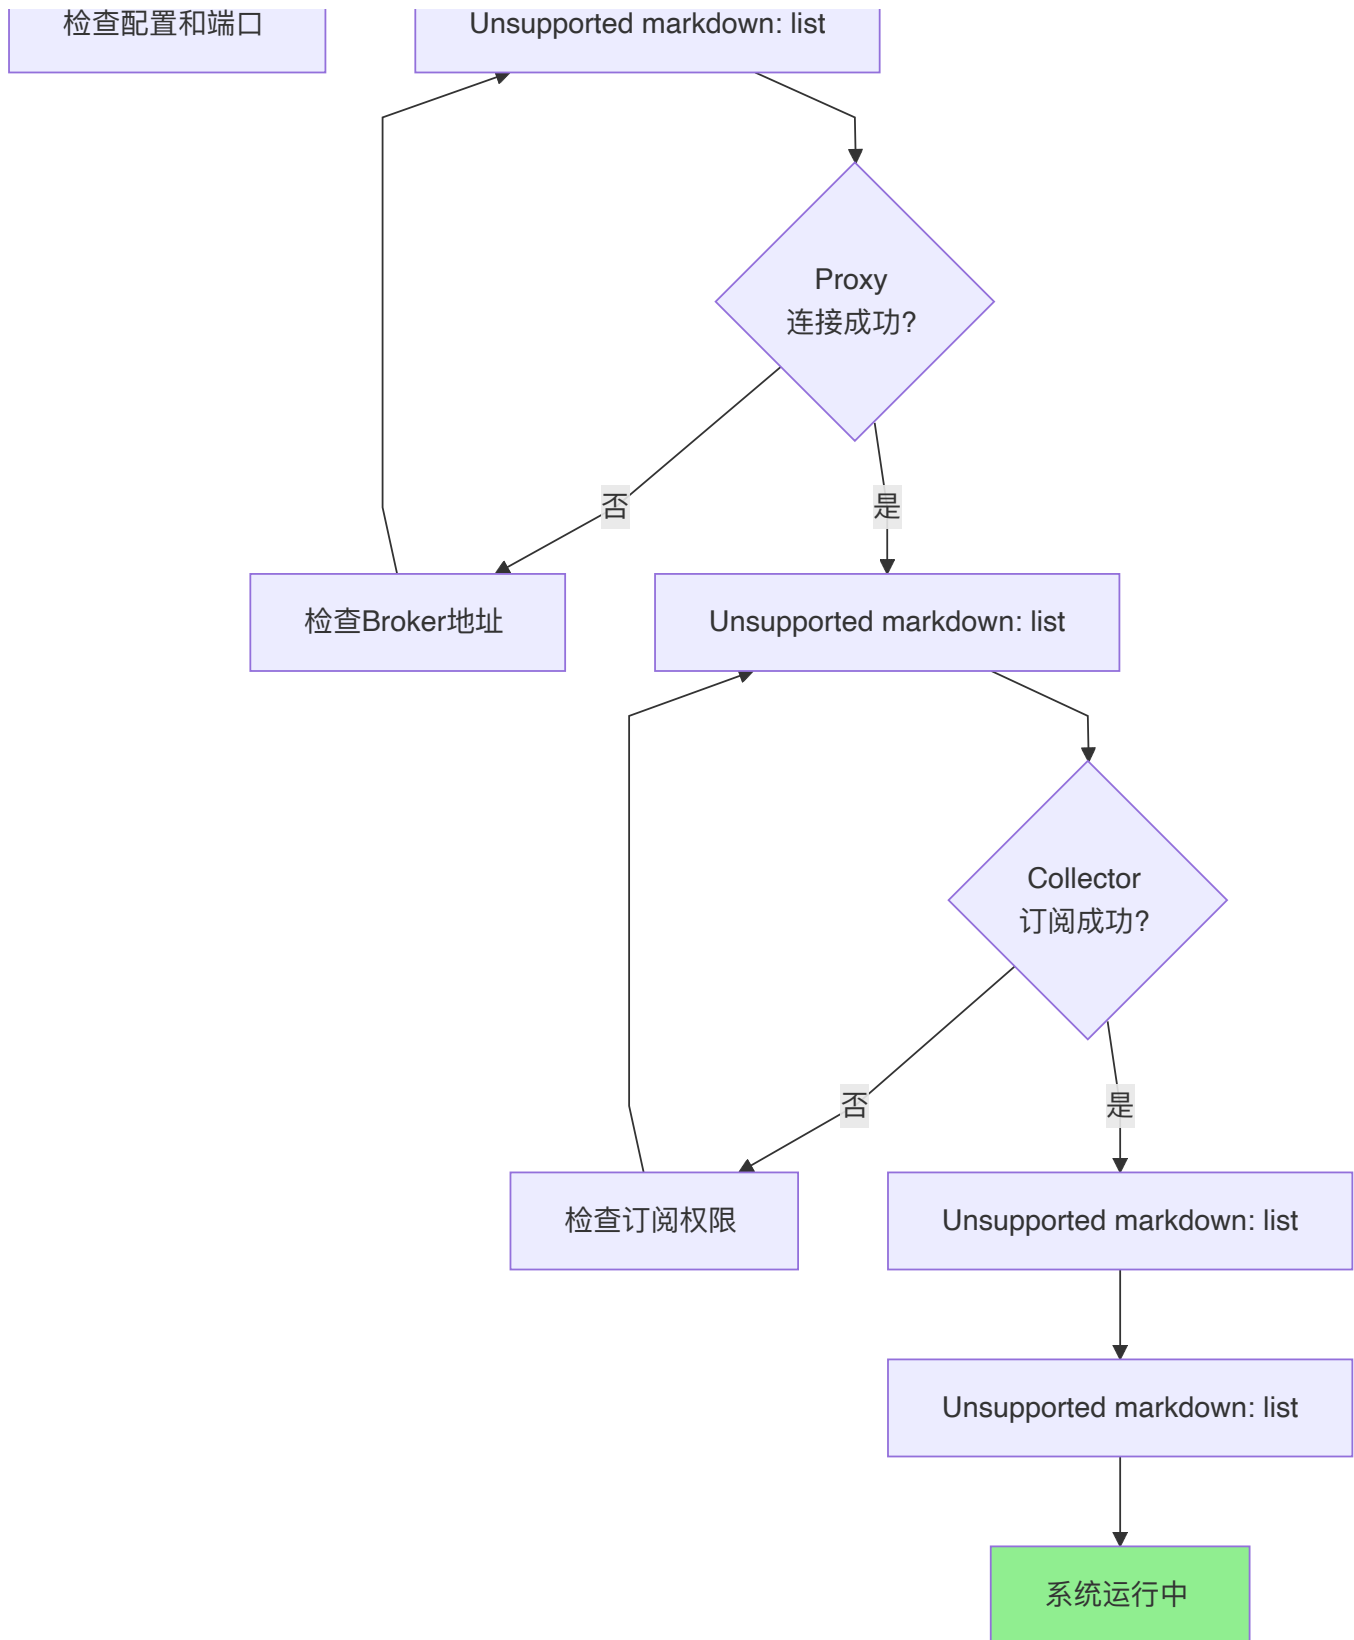 检查配置和端口
Unsupported markdown: list
Proxy
连接成功?
否
是
检查Broker地址
Unsupported markdown: list
Collector
订阅成功?
否
是
检查订阅权限
Unsupported markdown: list
Unsupported markdown: list
系统运行中